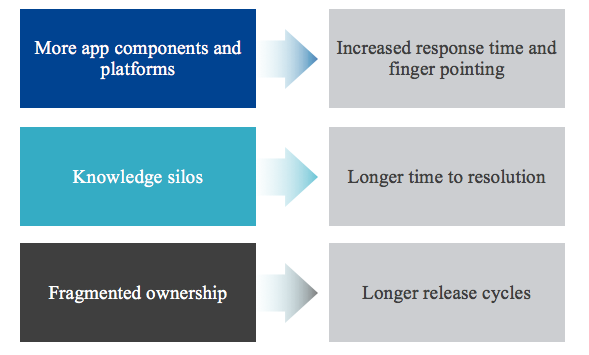 More app components and
platforms
Increased response time and
finger pointing
Knowledge silos
Longer time to resolution
Fragmented ownership
Longer release cycles